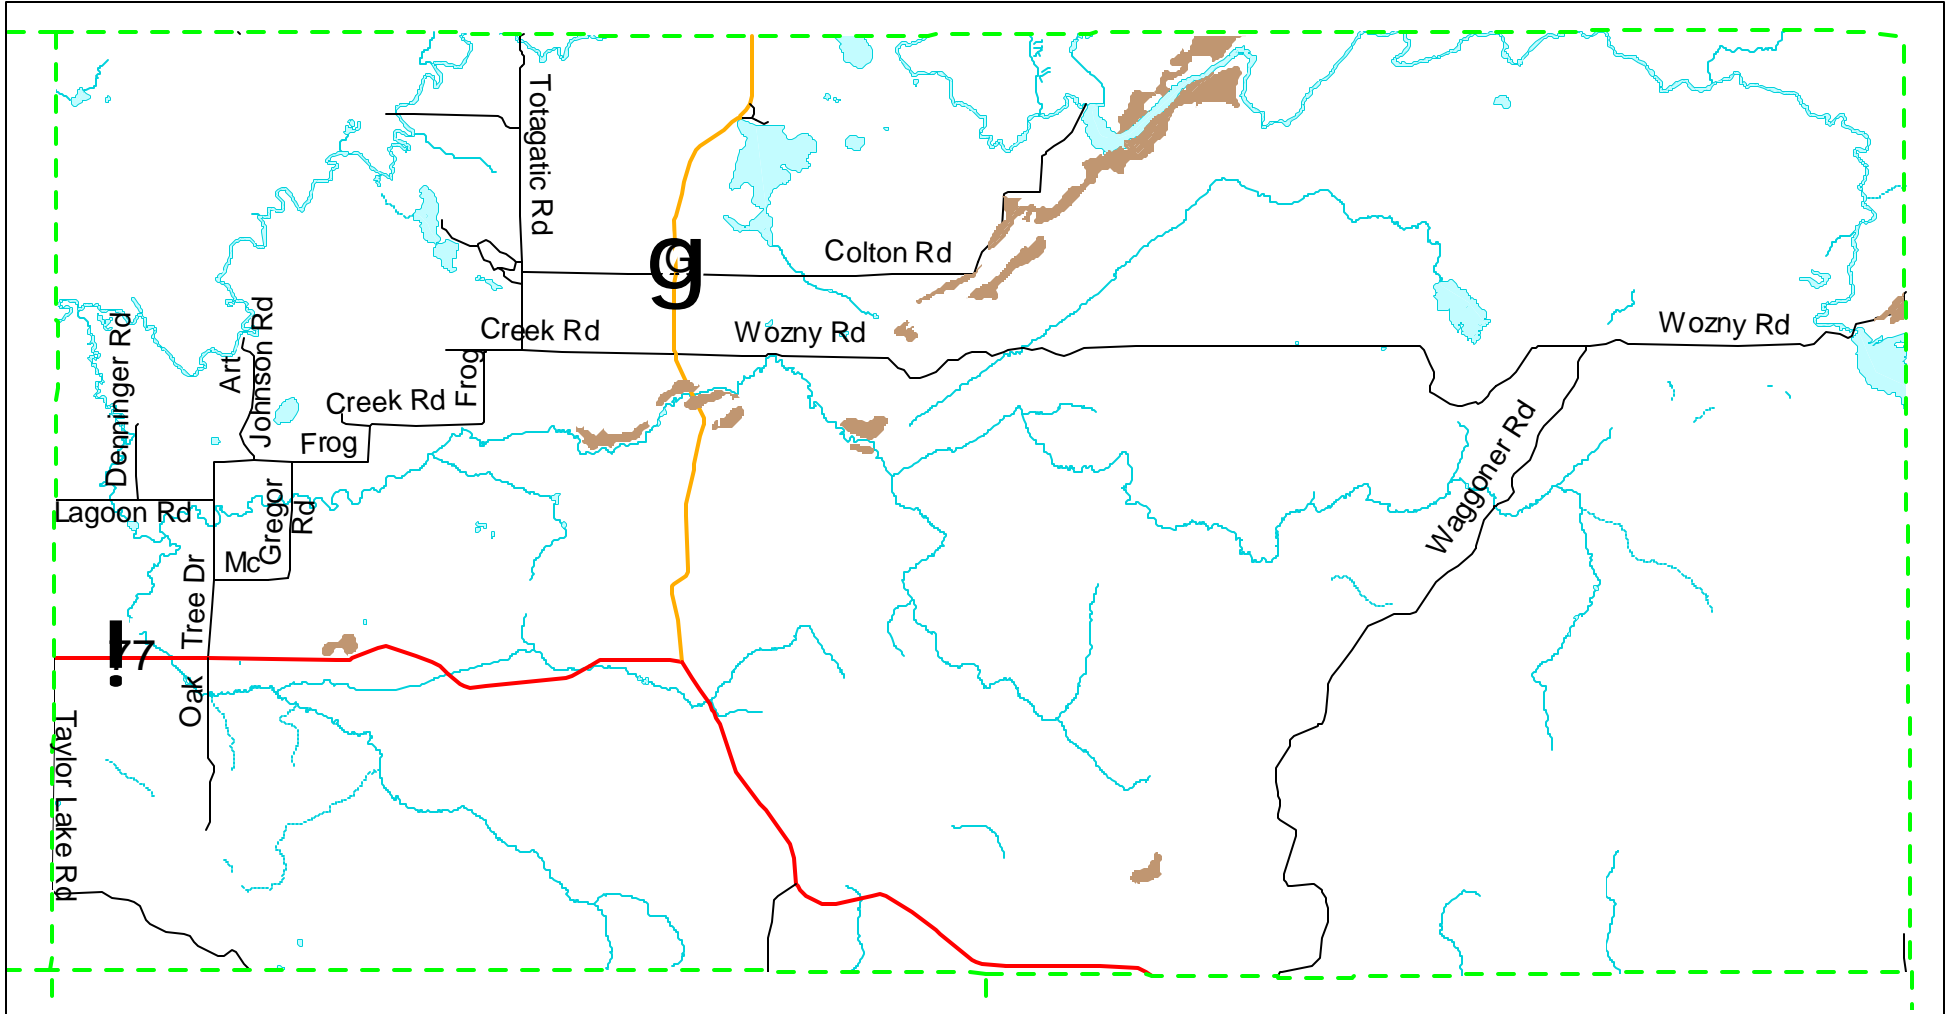 Totagatic Rd
Colton Rd
g
G
Creek Rd
Wozny Rd
Wozny Rd
Denninger Rd
Art
Johnson Rd
Creek Rd
Frog
Frog
Lagoon Rd
Gregor
Rd
Mc
Waggoner Rd
Oak Tree Dr
!
77
Taylor Lake Rd